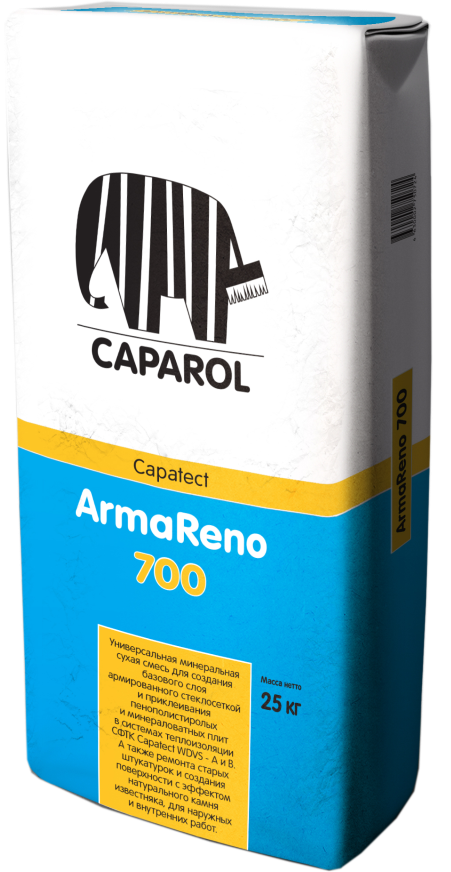 CAPAROL
Capatect
ArmaReno
700
Универсальная минеральная
сухая смесь для создания
базового слоя
армированного стеклосеткой
и приклеивания
пенополистиролых
и минераловатных плит
в системах теплоизоляции
СФТК Capatect WDVS - А и В.
А также ремонта старых
штукатурок и создания
поверхности с эффектом
натурального камня
известняка, для наружных
и внутренних работ.
Масса нетто
25 кг
ArmaReno 700